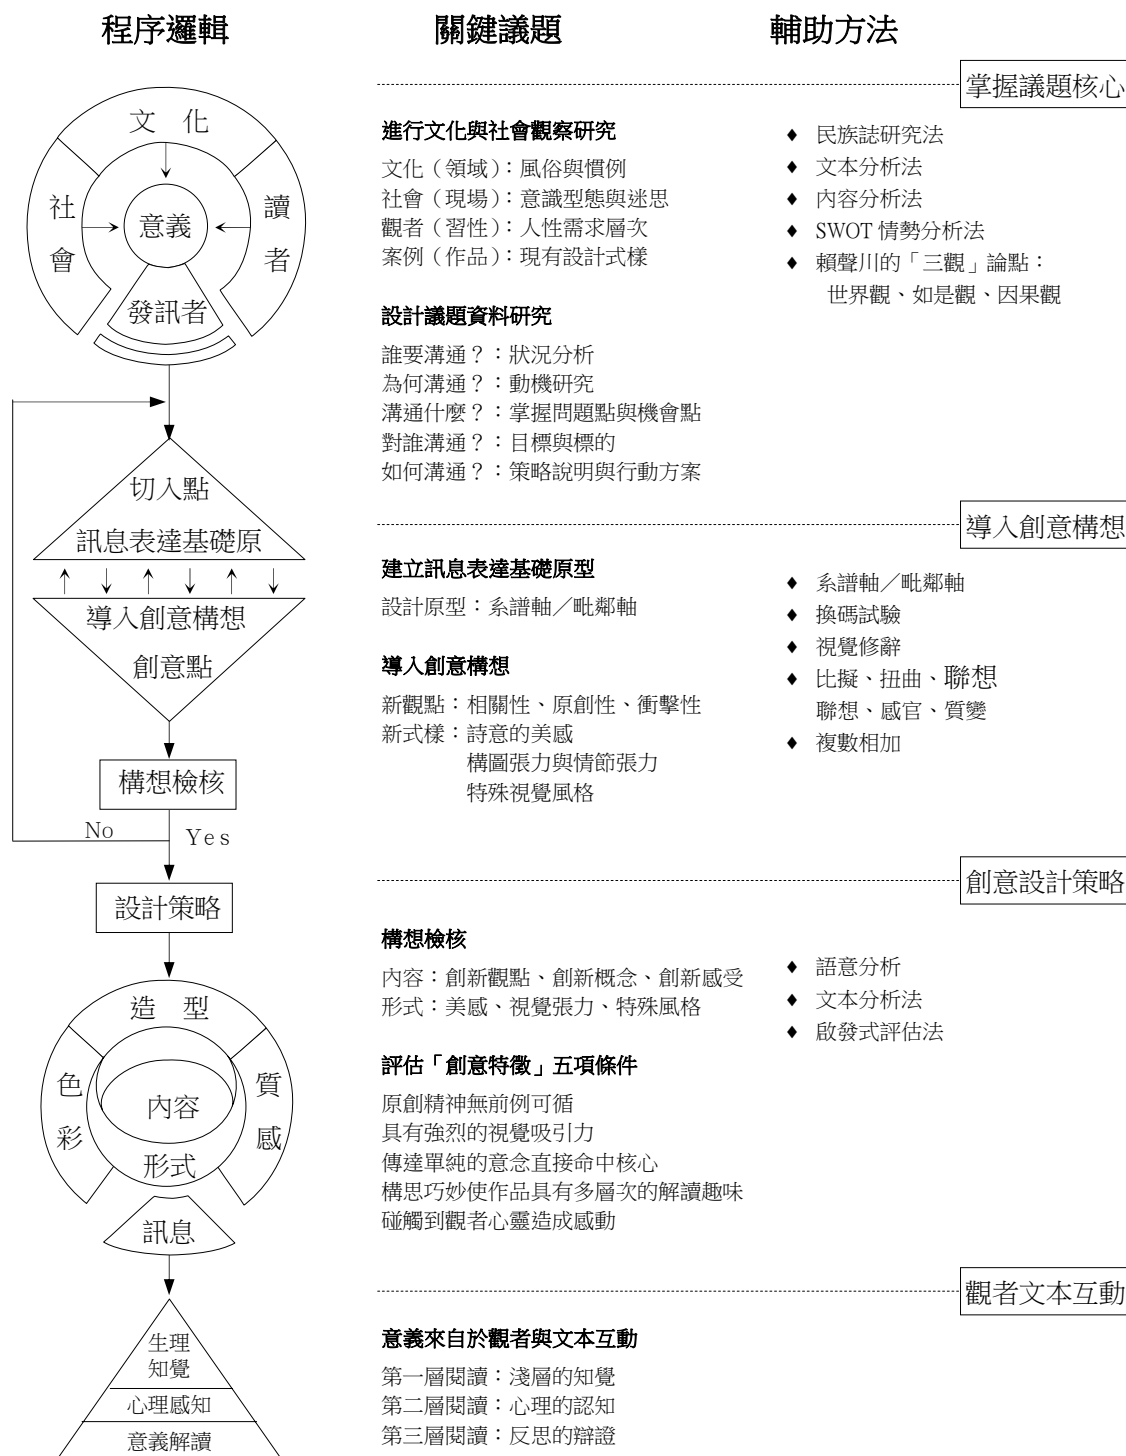 程序邏輯
關鍵議題
輔助方法
文 化
社會
讀者
意義
發訊者
切入點
訊息表達基礎原
導入創意構想
創意點
構想檢核
No
Yes
設計策略
造 型
色彩
質感
內容
形式
訊息
生理
知覺
心理感知
意義解讀
掌握議題核心
進行文化與社會觀察研究
文化（領域）：風俗與慣例
社會（現場）：意識型態與迷思
觀者（習性）：人性需求層次
案例（作品）：現有設計式樣
設計議題資料研究
誰要溝通？：狀況分析
為何溝通？：動機研究
溝通什麼？：掌握問題點與機會點
對誰溝通？：目標與標的
如何溝通？：策略說明與行動方案
♦ 民族誌研究法
♦ 文本分析法
♦ 內容分析法
♦ SWOT 情勢分析法
♦ 賴聲川的「三觀」論點：
世界觀、如是觀、因果觀
導入創意構想
建立訊息表達基礎原型
設計原型：系譜軸／毗鄰軸
導入創意構想
新觀點：相關性、原創性、衝擊性
新式樣：詩意的美感
構圖張力與情節張力
特殊視覺風格
♦ 系譜軸／毗鄰軸
♦ 換碼試驗
♦ 視覺修辭
♦ 比擬、扭曲、聯想
聯想、感官、質變
♦ 複數相加
創意設計策略
構想檢核
內容：創新觀點、創新概念、創新感受
形式：美感、視覺張力、特殊風格
評估「創意特徵」五項條件
原創精神無前例可循
具有強烈的視覺吸引力
傳達單純的意念直接命中核心
構思巧妙使作品具有多層次的解讀趣味
碰觸到觀者心靈造成感動
♦ 語意分析
♦ 文本分析法
♦ 啟發式評估法
觀者文本互動
意義來自於觀者與文本互動
第一層閱讀：淺層的知覺
第二層閱讀：心理的認知
第三層閱讀：反思的辯證